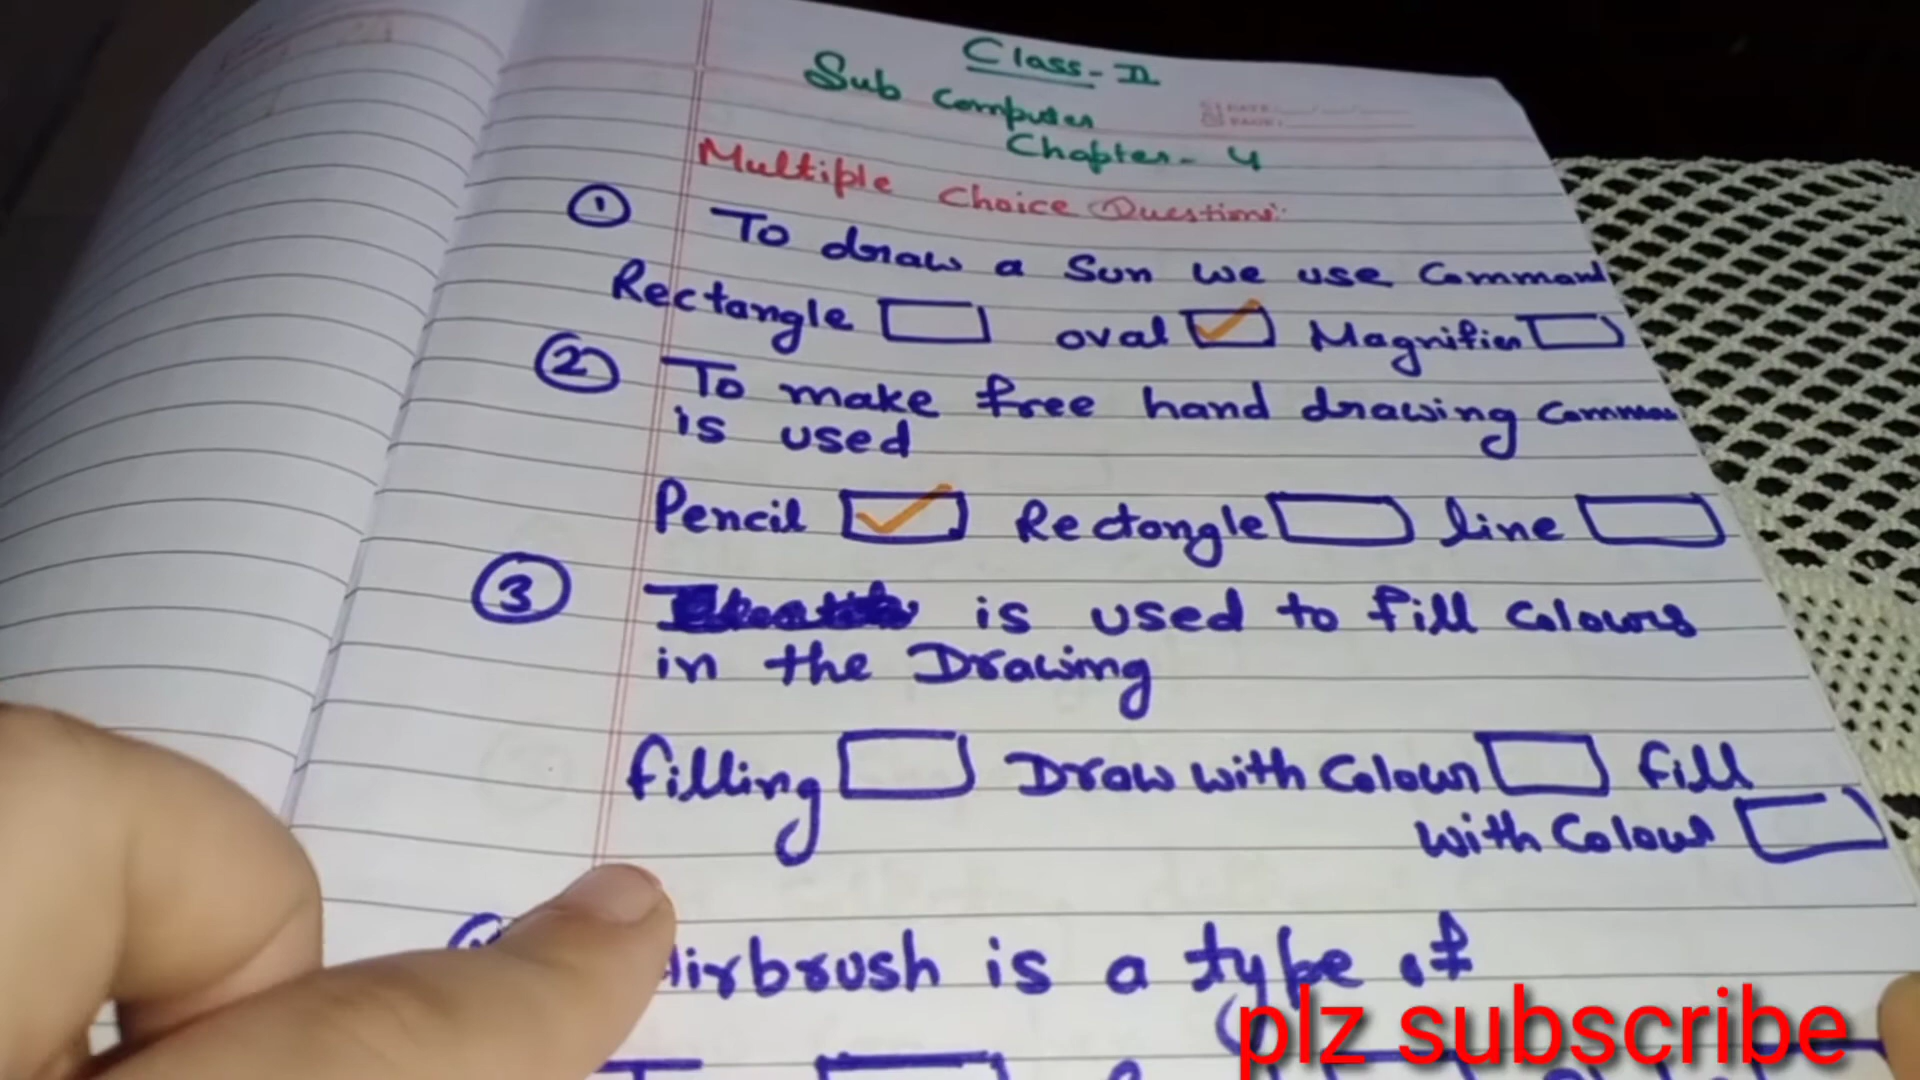 Class-II
Sub Computer
Chapter-4
Multiple Choice Questions:
① To draw a Sun we use Command
Rectangle oval Magnifier
② To make free hand drawing
is used
Pencil Rectongle line
③ is used to fill Colours
in the Drawing
filling Draw with Colour fill
with Colour
Airbrush is a type of
plz subscribe